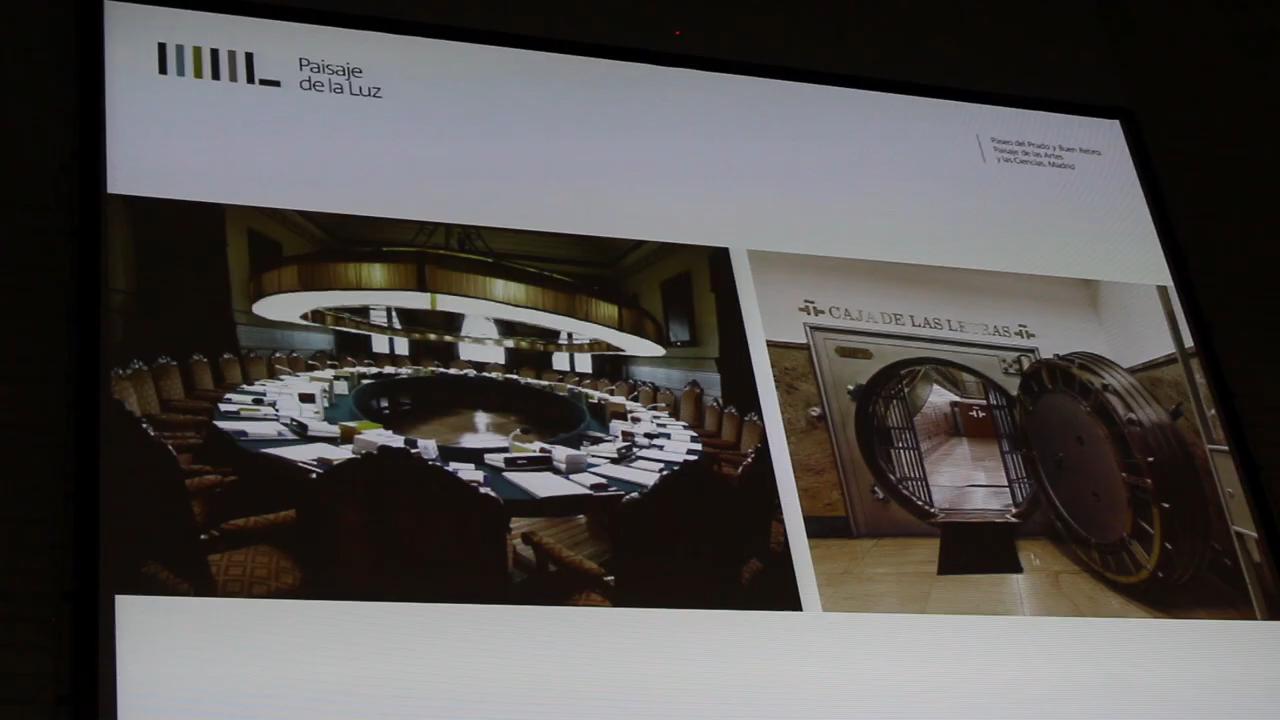 Paisaje
de la Luz
Paseo del Prado y Buen Retiro.
Paisaje de las Artes
y las Ciencias. Madrid
CAJA DE LAS LETRAS